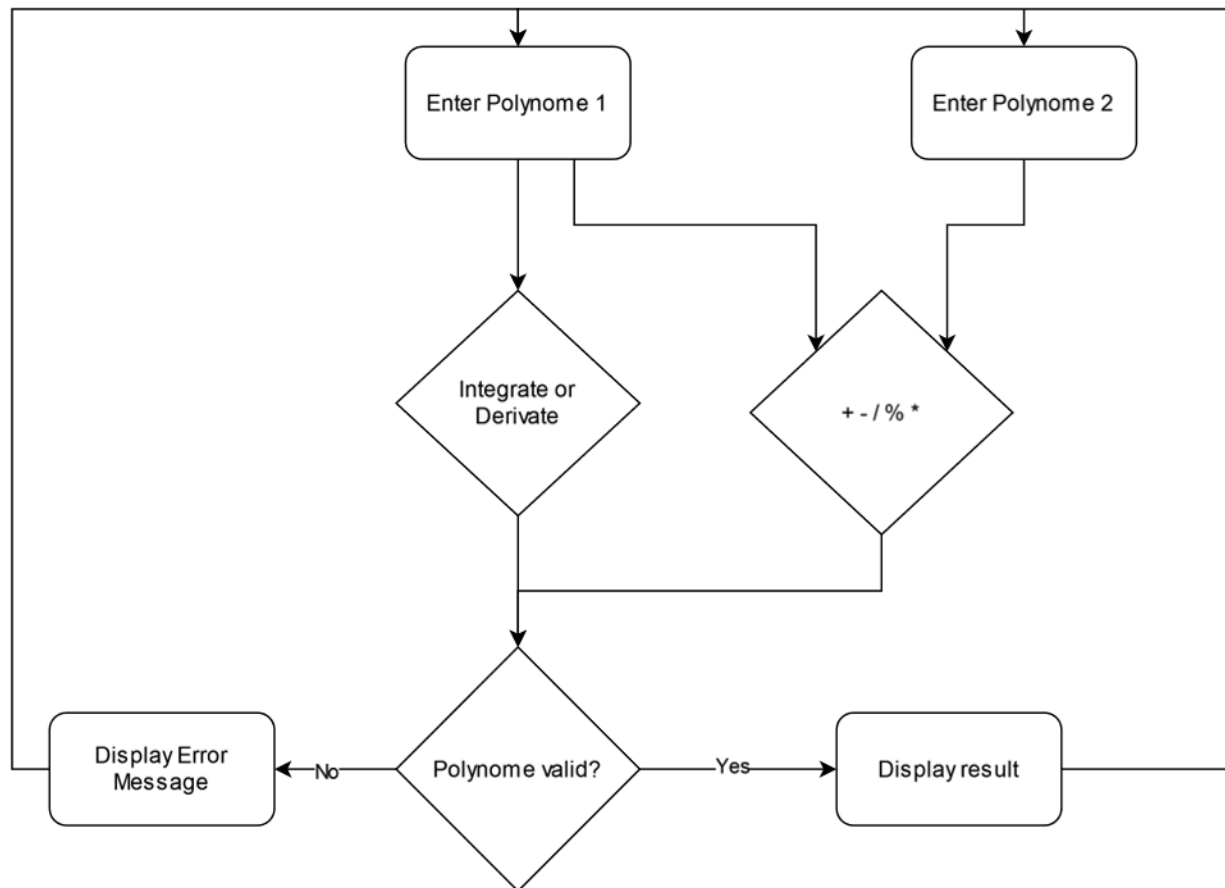 Enter Polynome 1
Enter Polynome 2
Integrate or
Derivate
+ - / % *
Display Error
Message
No
Polynome valid?
Yes
Display result